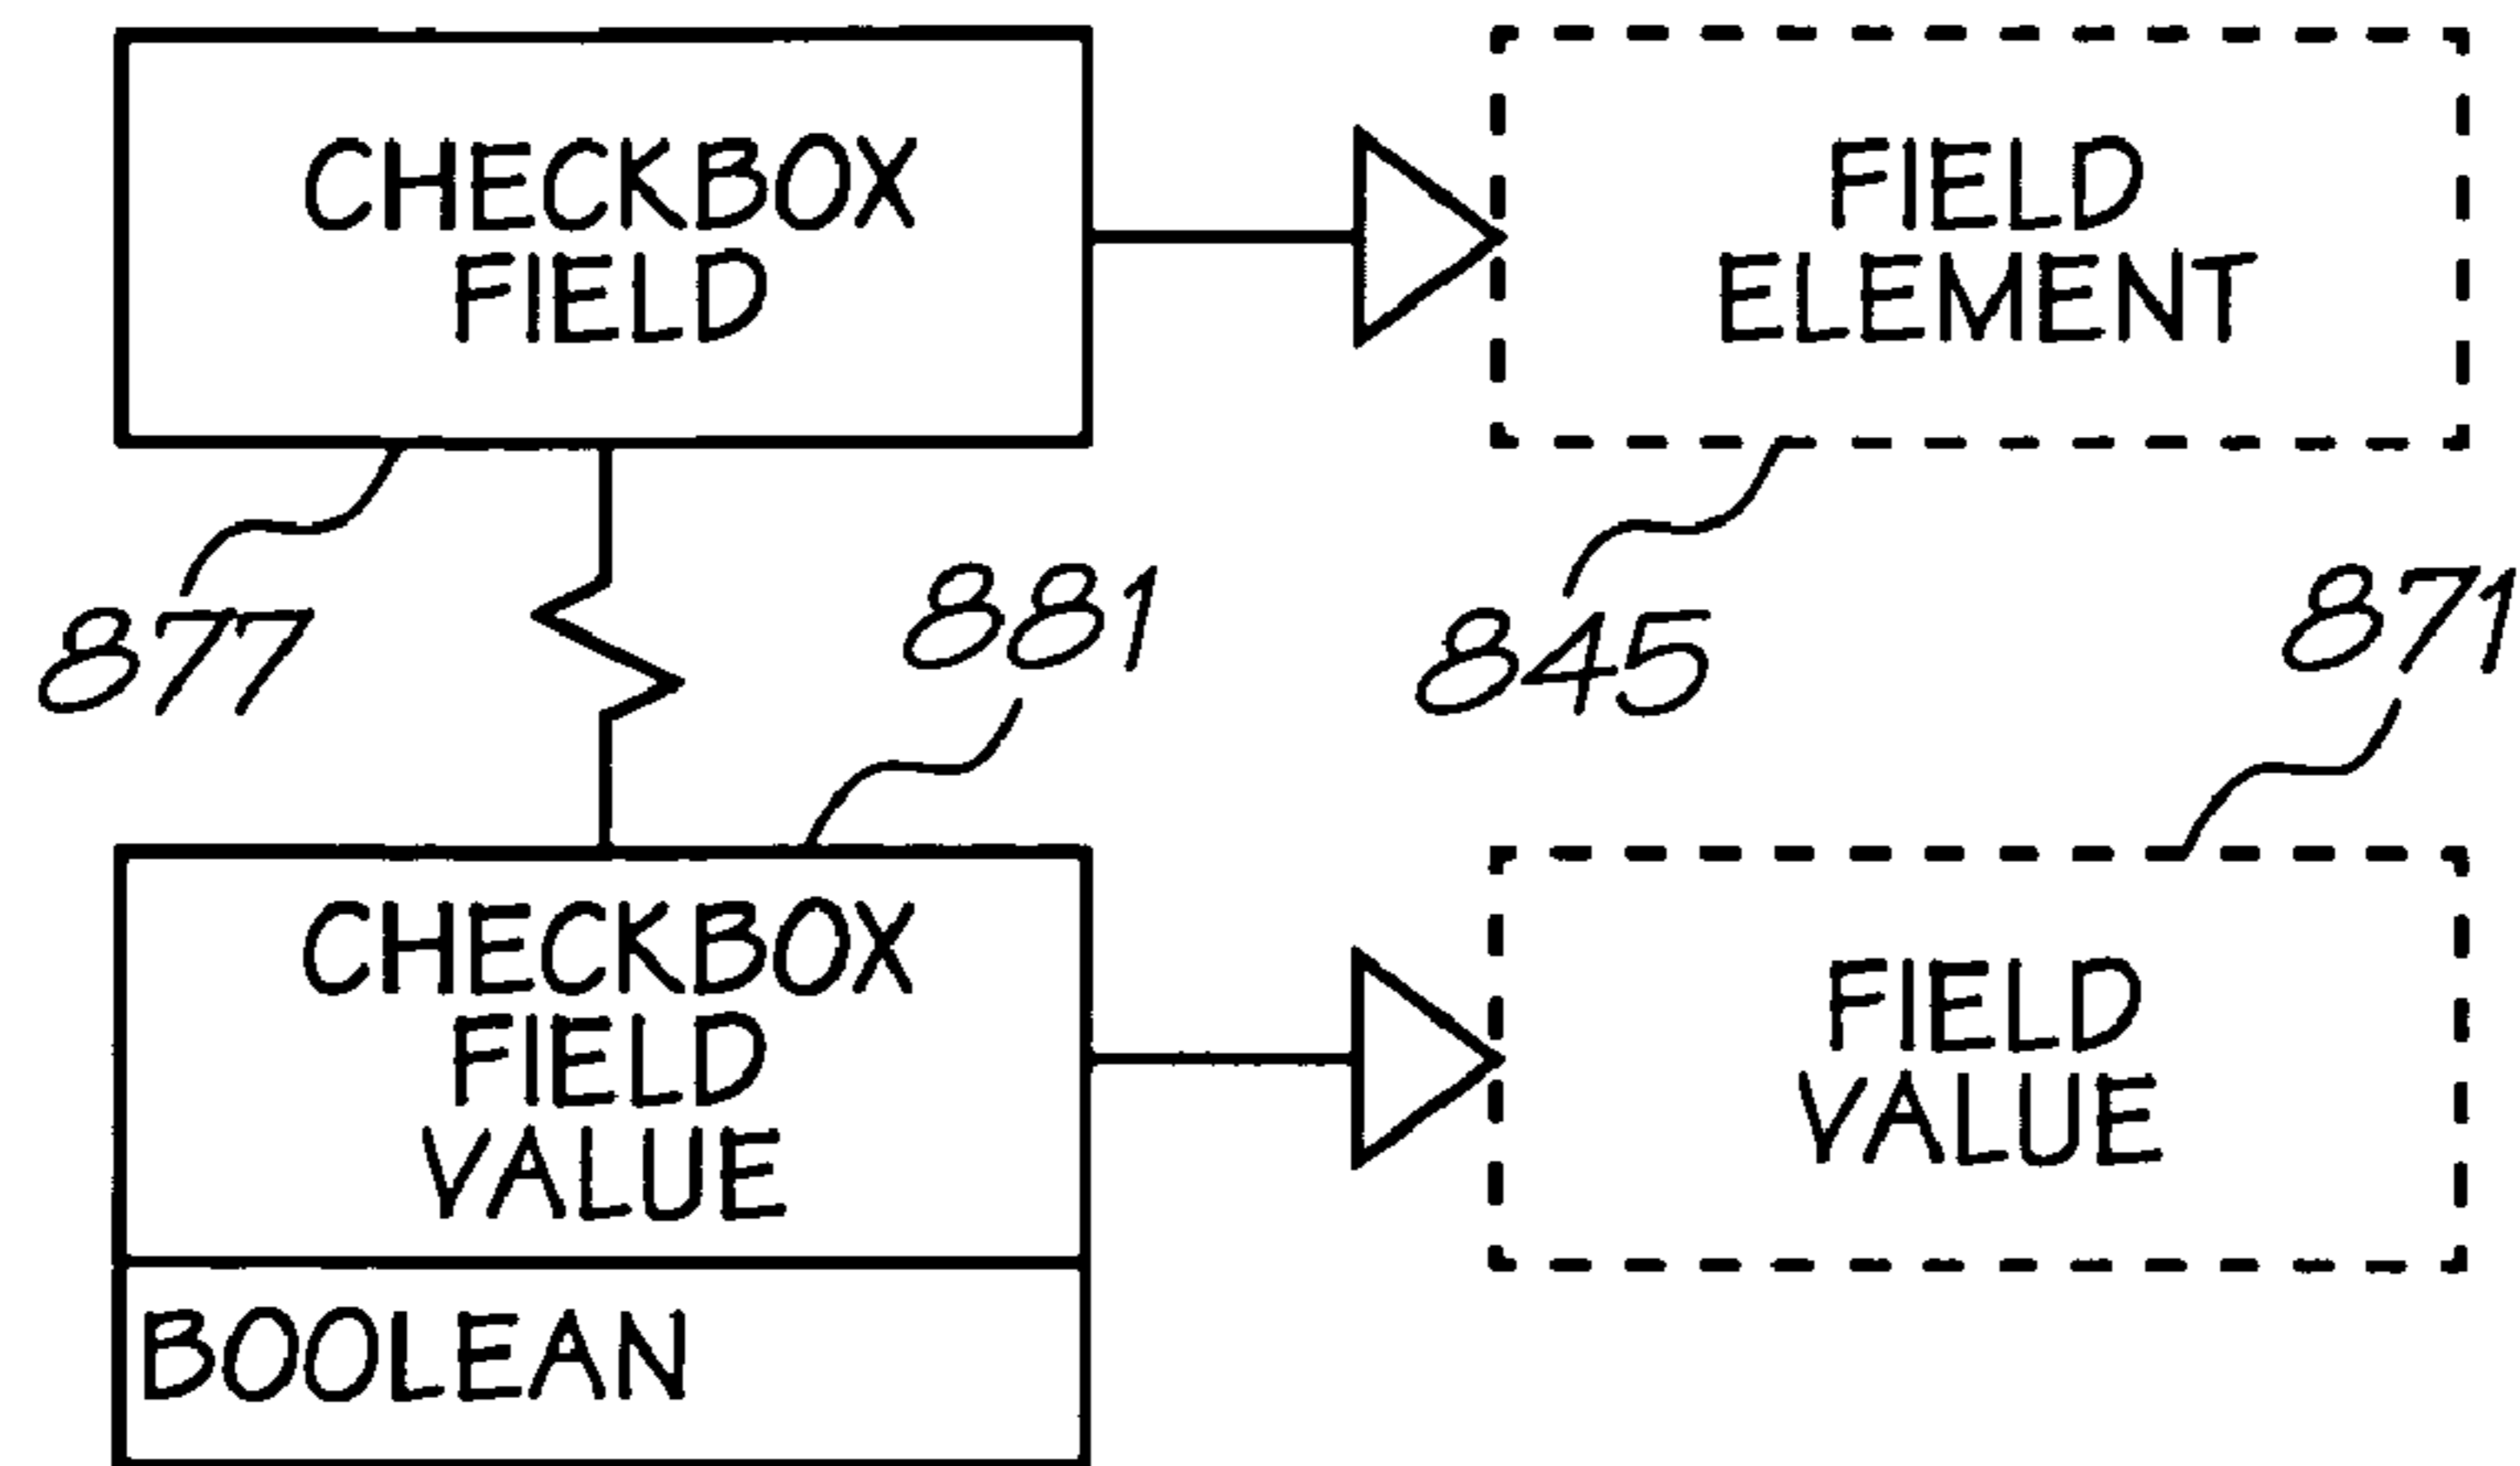 CHECKBOX
FIELD
FIELD
ELEMENT
877
881
845
871
CHECKBOX
FIELD
VALUE
BOOLEAN
FIELD
VALUE